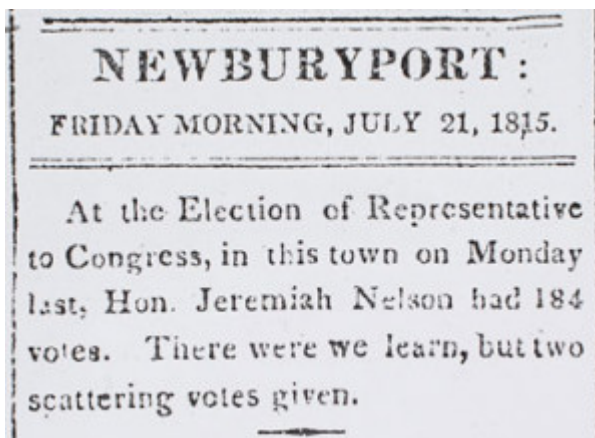 NEWBURYPORT:
FRIDAY MORNING, JULY 21, 1815.
At the Election of Representative
to Congress, in this town on Monday
last, Hon. Jeremiah Nelson had 184
votes. There were we learn, but two
scattering votes given.